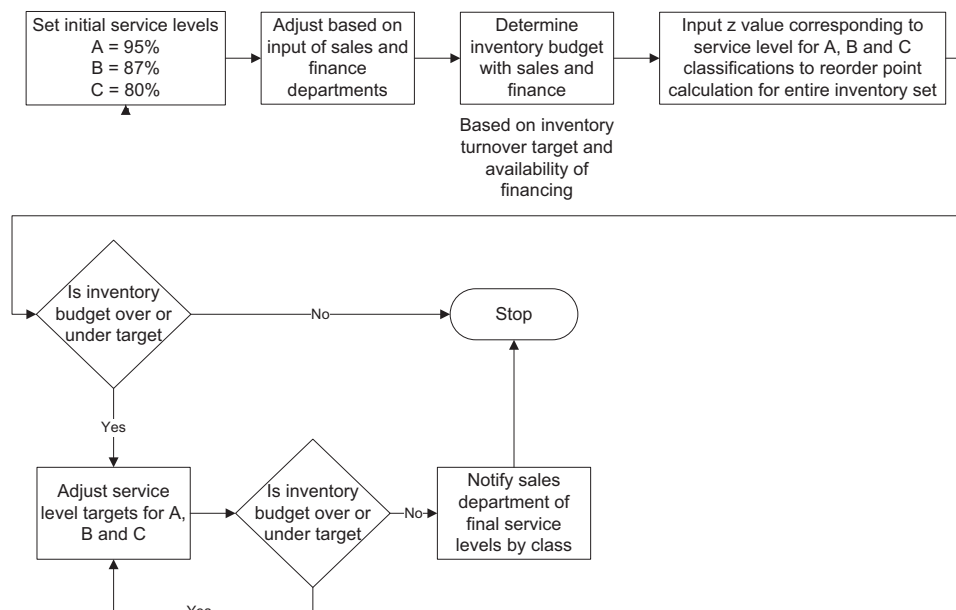 Set initial service levels
A = 95%
B = 87%
C = 80%
Adjust based on
input of sales and
finance
departments
Determine
inventory budget
with sales and
finance
Input z value corresponding to
service level for A, B and C
classifications to reorder point
calculation for entire inventory set
Based on inventory
turnover target and
availability of
financing
Is inventory
budget over or
under target
No
Stop
Yes
Adjust service
level targets for A,
B and C
Is inventory
budget over or
under target
No
Notify sales
department of
final service
levels by class
Yes